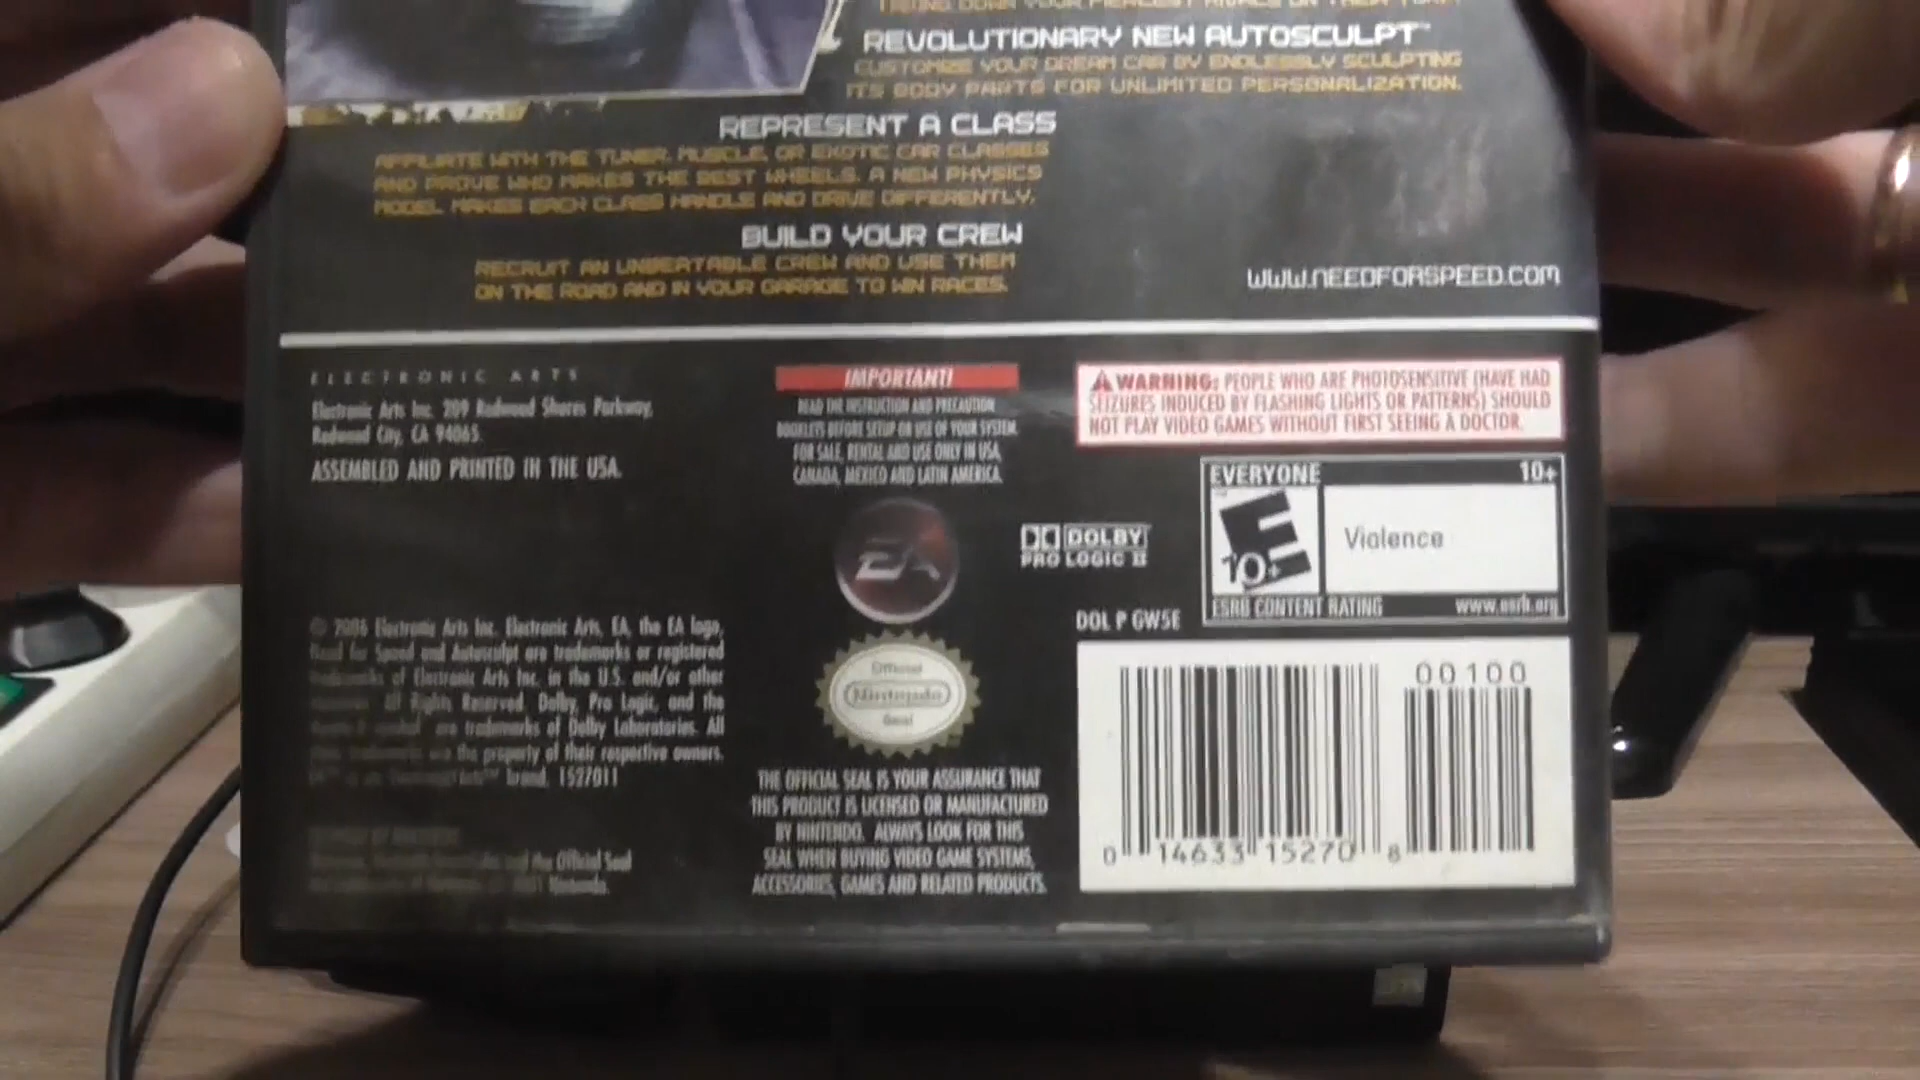 REVOLUTIONARY NEW AUTOSCULPT™
CUSTOMIZE YOUR DREAM CAR BY ENDLESSLY SCULPTING
ITS BODY PARTS FOR UNLIMITED PERSONALIZATION.
REPRESENT A CLASS
AFFILIATE WITH THE TUNER, MUSCLE, OR EXOTIC CAR CLASSES
AND PROVE WHO MAKES THE BEST WHEELS. A NEW PHYSICS
MODEL MAKES EACH CLASS HANDLE AND DRIVE DIFFERENTLY.
BUILD YOUR CREW
RECRUIT AN UNBEATABLE CREW AND USE THEM
ON THE ROAD AND IN YOUR GARAGE TO WIN RACES.
WWW.NEEDFORSPEED.COM
ELECTRONIC ARTS
Electronic Arts Inc. 209 Redwood Shores Parkway,
Redwood City, CA 94065.
ASSEMBLED AND PRINTED IN THE USA.
© 2006 Electronic Arts Inc. Electronic Arts, EA, the EA logo,
Need for Speed and Autosculpt are trademarks or registered
trademarks of Electronic Arts Inc. in the U.S. and/or other
All Rights Reserved. Dolby, Pro Logic, and the
are trademarks of Dolby Laboratories. All
the property of their respective owners.
brand. 1527011
and the Official Seal
Nintendo.
IMPORTANT!
READ THE INSTRUCTION AND PRECAUTION
BOOKLETS BEFORE SETUP OR USE OF YOUR SYSTEM.
FOR SALE, RENTAL AND USE ONLY IN USA,
CANADA, MEXICO AND LATIN AMERICA.
EA
Official
Nintendo
Seal
THE OFFICIAL SEAL IS YOUR ASSURANCE THAT
THIS PRODUCT IS LICENSED OR MANUFACTURED
BY NINTENDO. ALWAYS LOOK FOR THIS
SEAL WHEN BUYING VIDEO GAME SYSTEMS,
ACCESSORIES, GAMES AND RELATED PRODUCTS.
WARNING: PEOPLE WHO ARE PHOTOSENSITIVE (HAVE HAD
SEIZURES INDUCED BY FLASHING LIGHTS OR PATTERNS) SHOULD
NOT PLAY VIDEO GAMES WITHOUT FIRST SEEING A DOCTOR.
DOLBY
PRO LOGIC II
EVERYONE 10+
E
10+
Violence
ESRB CONTENT RATING www.esrb.org
DOL P GW5E
00100
0 14633 15270 8